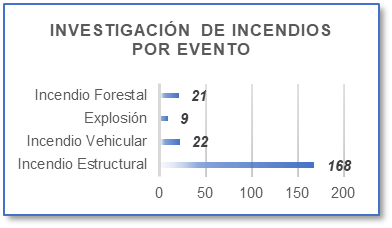 INVESTIGACIÓN DE INCENDIOS
POR EVENTO
Incendio Forestal 21
Explosión 9
Incendio Vehicular 22
Incendio Estructural 168
0 50 100 150 200